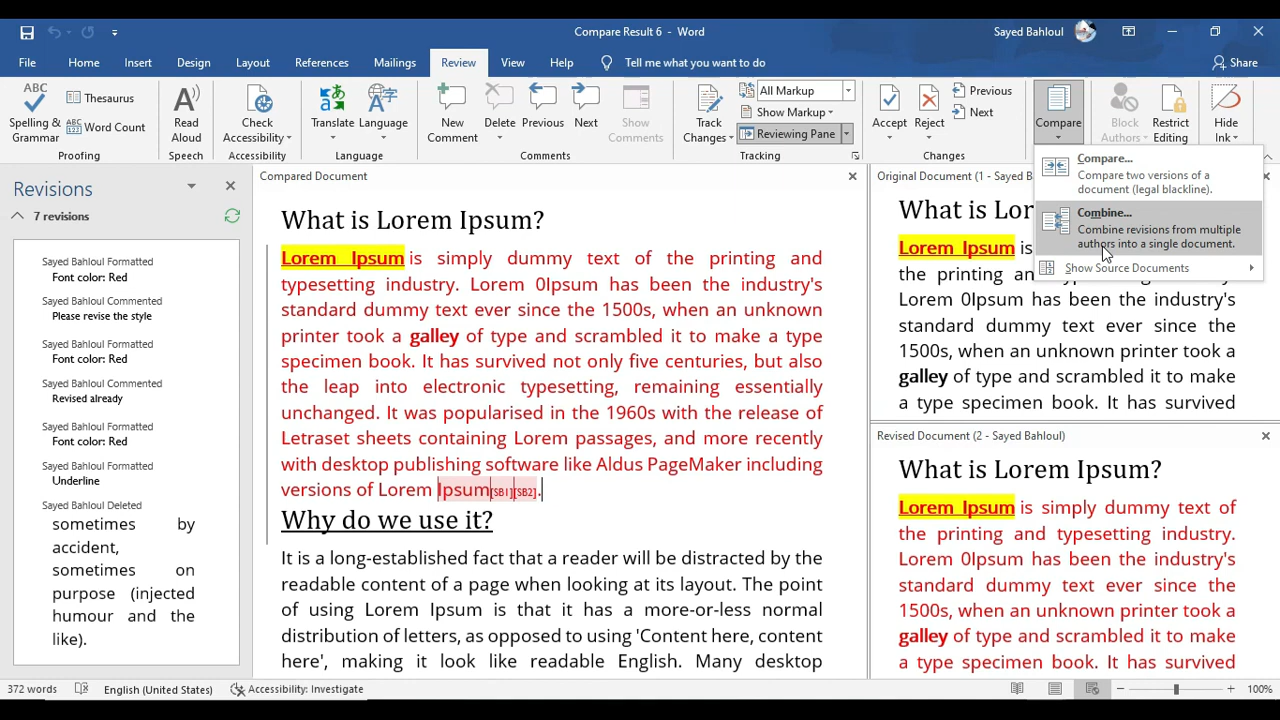 Compare Result 6 - Word
Sayed Bahloul
File
Home
Insert
Design
Layout
References
Mailings
Review
View
Help
Tell me what you want to do
Share
ABC
Spelling &
Grammar
Thesaurus
Word Count
Proofing
Read
Aloud
Speech
Check
Accessibility
Accessibility
Translate
Language
Language
New
Comment
Delete
Previous
Next
Show
Comments
Comments
Track
Changes
All Markup
Show Markup
Reviewing Pane
Tracking
Accept
Reject
Previous
Next
Changes
Compare
Block
Authors
Restrict
Editing
Hide
Ink
Compare...
Compare two versions of a
document (legal blackline).
Combine...
Combine revisions from multiple
authors into a single document.
Show Source Documents
Revisions
7 revisions
Sayed Bahloul Formatted
Font color: Red
Sayed Bahloul Commented
Please revise the style
Sayed Bahloul Formatted
Font color: Red
Sayed Bahloul Commented
Revised already
Sayed Bahloul Formatted
Font color: Red
Sayed Bahloul Formatted
Underline
Sayed Bahloul Deleted
sometimes by
accident,
sometimes on
purpose (injected
humour and the
like).
Compared Document
What is Lorem Ipsum?
Lorem Ipsum is simply dummy text of the printing and
typesetting industry. Lorem 0Ipsum has been the industry's
standard dummy text ever since the 1500s, when an unknown
printer took a galley of type and scrambled it to make a type
specimen book. It has survived not only five centuries, but also
the leap into electronic typesetting, remaining essentially
unchanged. It was popularised in the 1960s with the release of
Letraset sheets containing Lorem passages, and more recently
with desktop publishing software like Aldus PageMaker including
versions of Lorem Ipsum[SB1][SB2].
Why do we use it?
It is a long-established fact that a reader will be distracted by the
readable content of a page when looking at its layout. The point
of using Lorem Ipsum is that it has a more-or-less normal
distribution of letters, as opposed to using 'Content here, content
here', making it look like readable English. Many desktop
Original Document (1 - Sayed B
What is Lor
Lorem Ipsum is
the printing an
Lorem 0Ipsum has been the industry's
standard dummy text ever since the
1500s, when an unknown printer took a
galley of type and scrambled it to make
a type specimen book. It has survived
Revised Document (2 - Sayed Bahloul)
What is Lorem Ipsum?
Lorem Ipsum is simply dummy text of
the printing and typesetting industry.
Lorem 0Ipsum has been the industry's
standard dummy text ever since the
1500s, when an unknown printer took a
galley of type and scrambled it to make
a type specimen book. It has survived
372 words
English (United States)
Accessibility: Investigate
100%